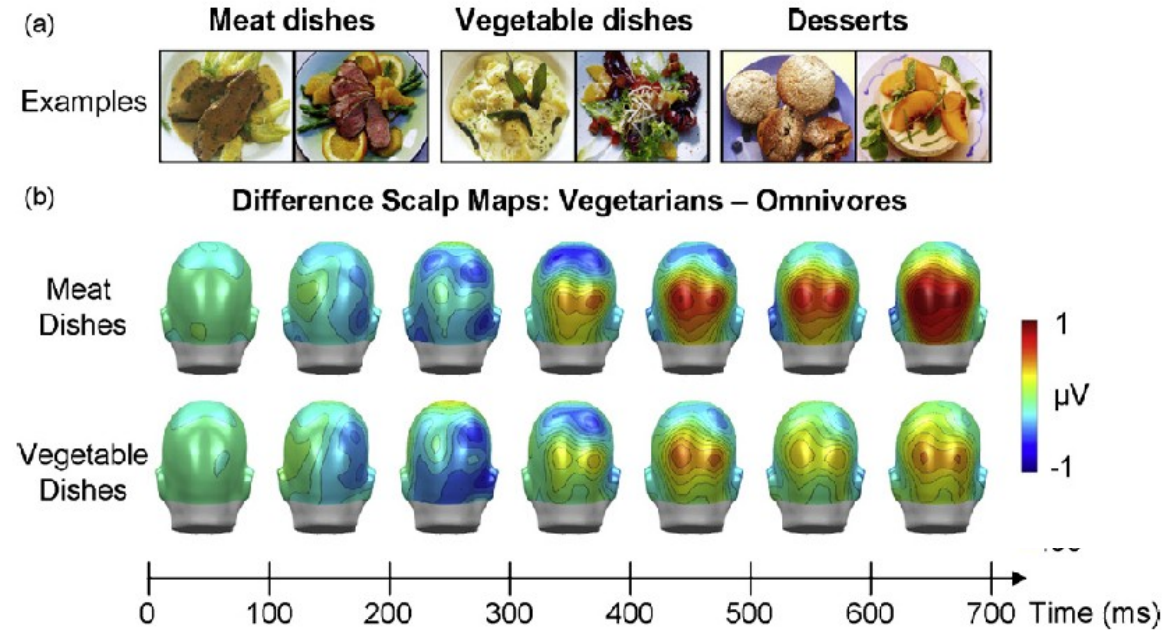 (a)
Meat dishes Vegetable dishes Desserts
Examples
(b)
Difference Scalp Maps: Vegetarians – Omnivores
Meat
Dishes
1
µV
-1
Vegetable
Dishes
0 100 200 300 400 500 600 700 Time (ms)